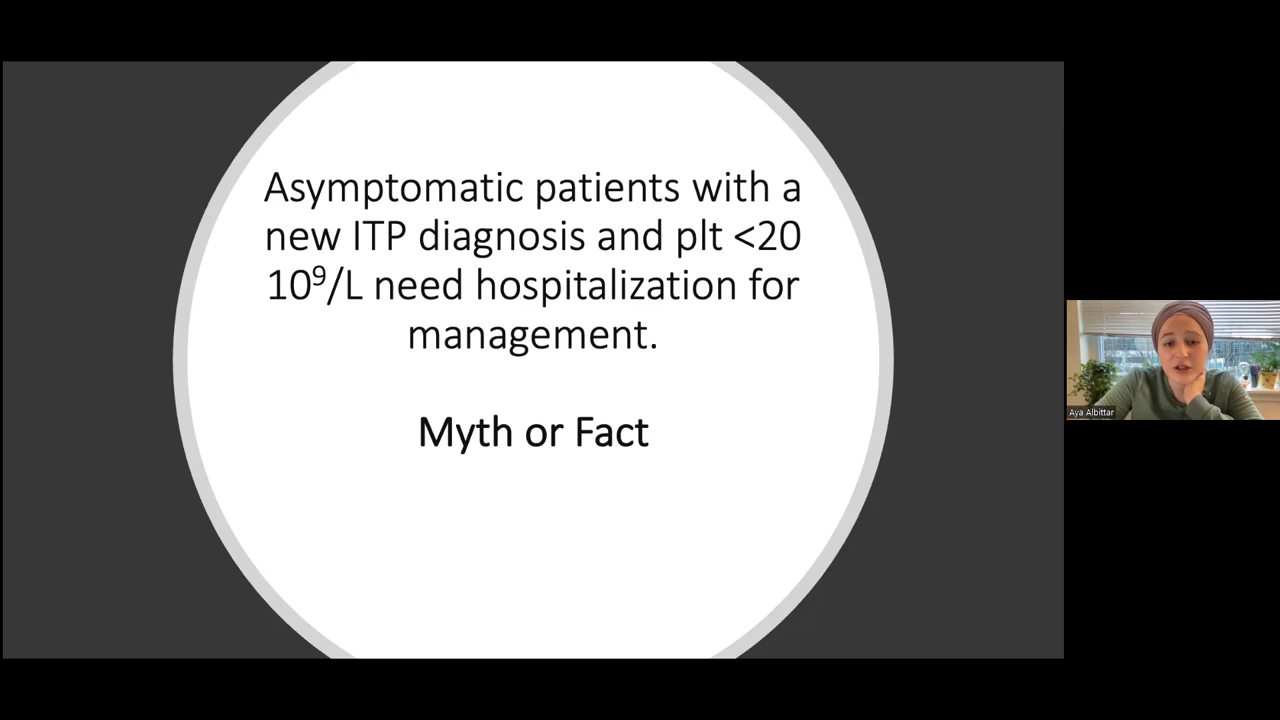 Asymptomatic patients with a
new ITP diagnosis and plt <20
10⁹/L need hospitalization for
management.
Myth or Fact
Aya Albittar